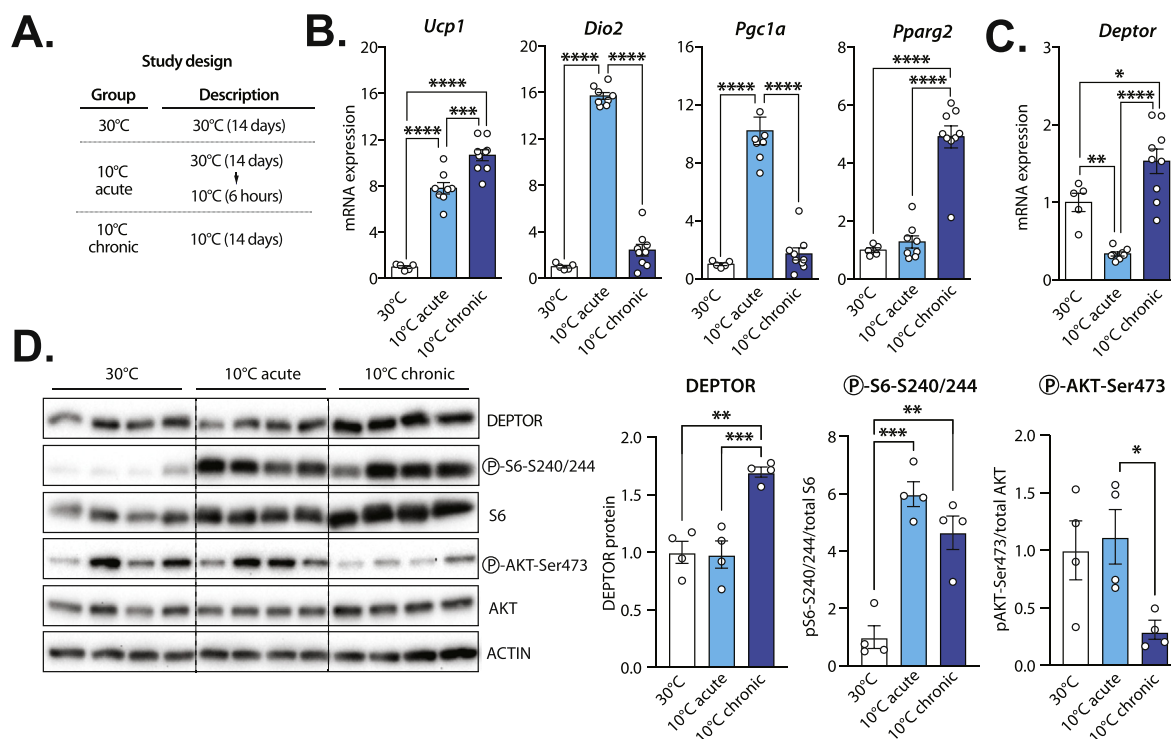 A.
Study design
Group Description
30°C 30°C (14 days)
10°C acute 30°C (14 days)
10°C (6 hours)
10°C chronic 10°C (14 days)
B.
Ucp1
mRNA expression
20
16
12
8
4
0
****
****
***
30°C
10°C acute
10°C chronic
Dio2
20
16
12
8
4
0
**** ****
30°C
10°C acute
10°C chronic
Pgc1a
16
12
8
4
0
**** ****
30°C
10°C acute
10°C chronic
Pparg2
8
6
4
2
0
****
****
30°C
10°C acute
10°C chronic
C.
Deptor
mRNA expression
3
2
1
0
*
****
**
30°C
10°C acute
10°C chronic
D.
30°C 10°C acute 10°C chronic
DEPTOR
Ⓟ-S6-S240/244
S6
Ⓟ-AKT-Ser473
AKT
ACTIN
DEPTOR
DEPTOR protein
2.0
1.5
1.0
0.5
0.0
**
***
30°C
10°C acute
10°C chronic
Ⓟ-S6-S240/244
pS6-S240/244/total S6
8
6
4
2
0
**
***
30°C
10°C acute
10°C chronic
Ⓟ-AKT-Ser473
pAKT-Ser473/total AKT
2.0
1.5
1.0
0.5
0.0
*
30°C
10°C acute
10°C chronic